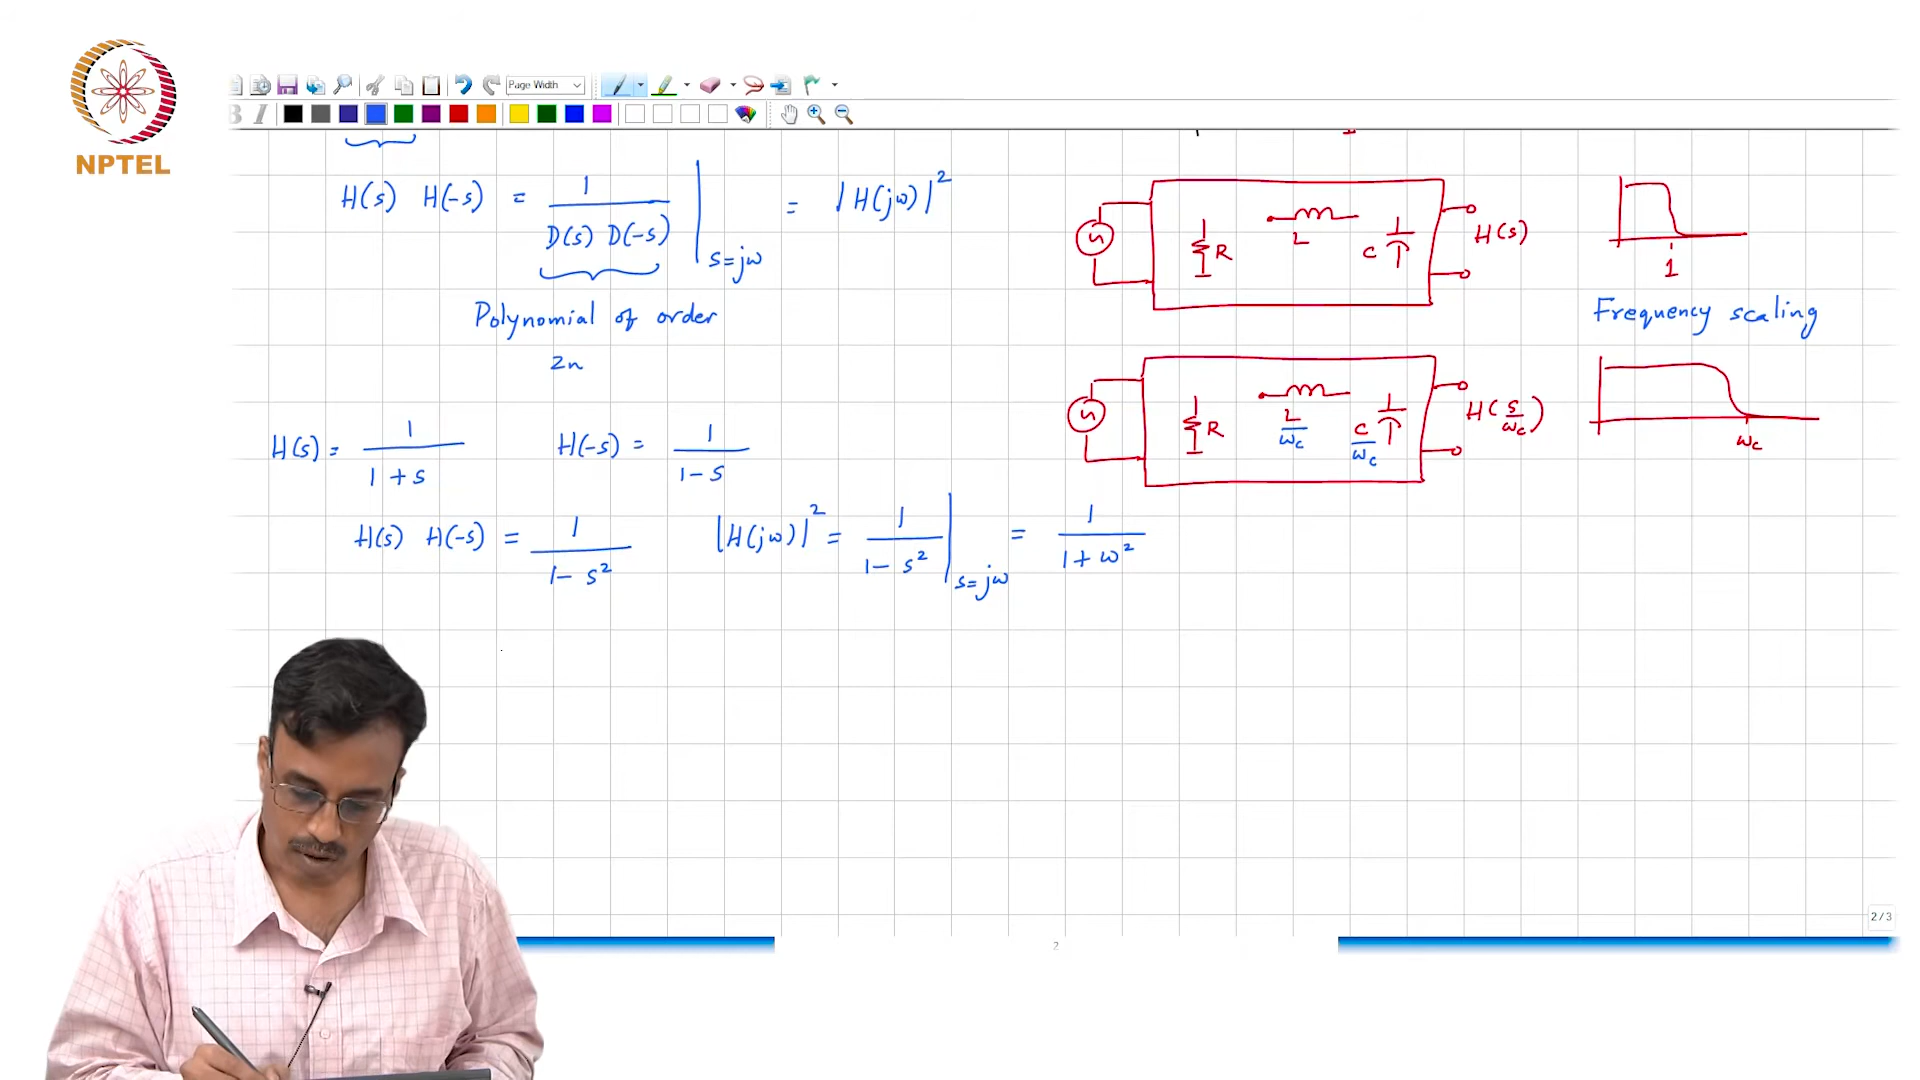 NPTEL
Page Width
B I
H(s) H(-s) = 1 / D(s) D(-s) | s=jω = |H(jω)|²
Polynomial of order
2n
H(s) = 1 / 1 + s H(-s) = 1 / 1 - s
H(s) H(-s) = 1 / 1 - s² |H(jω)|² = 1 / 1 - s² | s=jω = 1 / 1 + ω²
R L C H(s)
1
Frequency scaling
R L/ωc C/ωc H(s/ωc)
ωc
2/3
2